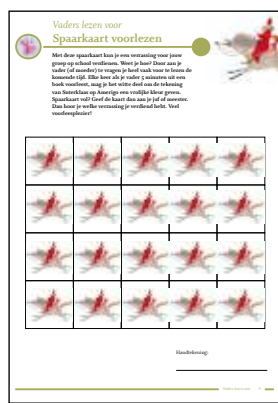 Vaders lezen voor
Spaarkaart voorlezen
Met deze spaarkaart kun je een verrassing voor jouw
groep op school verdienen. Weet je hoe? Door aan je
vader (of moeder) te vragen je heel vaak voor te lezen de
komende tijd. Elke keer als je vader 5 minuten uit een
boek voorleest, mag je het witte deel om de tekening
van Sinterklaas op Amerigo een vrolijke kleur geven.
Spaarkaart vol? Geef de kaart dan aan je juf of meester.
Dan hoor je welke verrassing je verdiend hebt. Veel
voorleesplezier!
Handtekening: